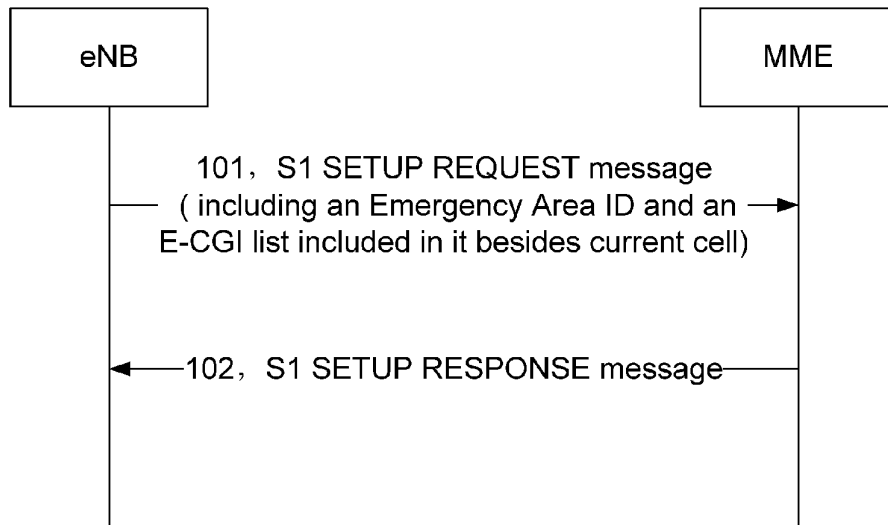 eNB
MME
101, S1 SETUP REQUEST message
( including an Emergency Area ID and an
E-CGI list included in it besides current cell)
102, S1 SETUP RESPONSE message